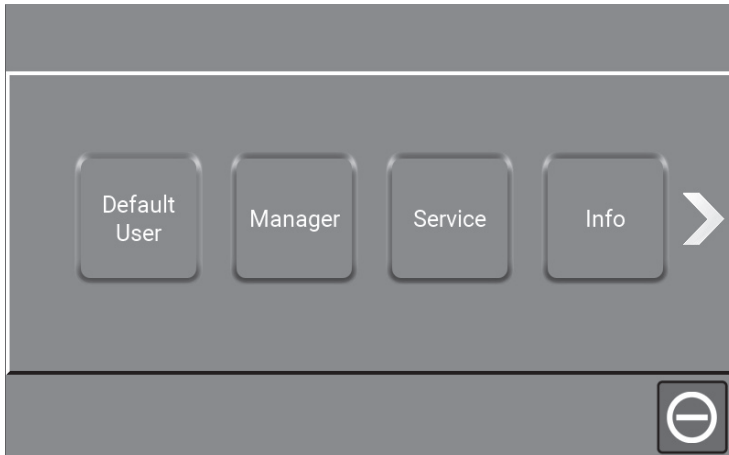 Default
User
Manager
Service
Info